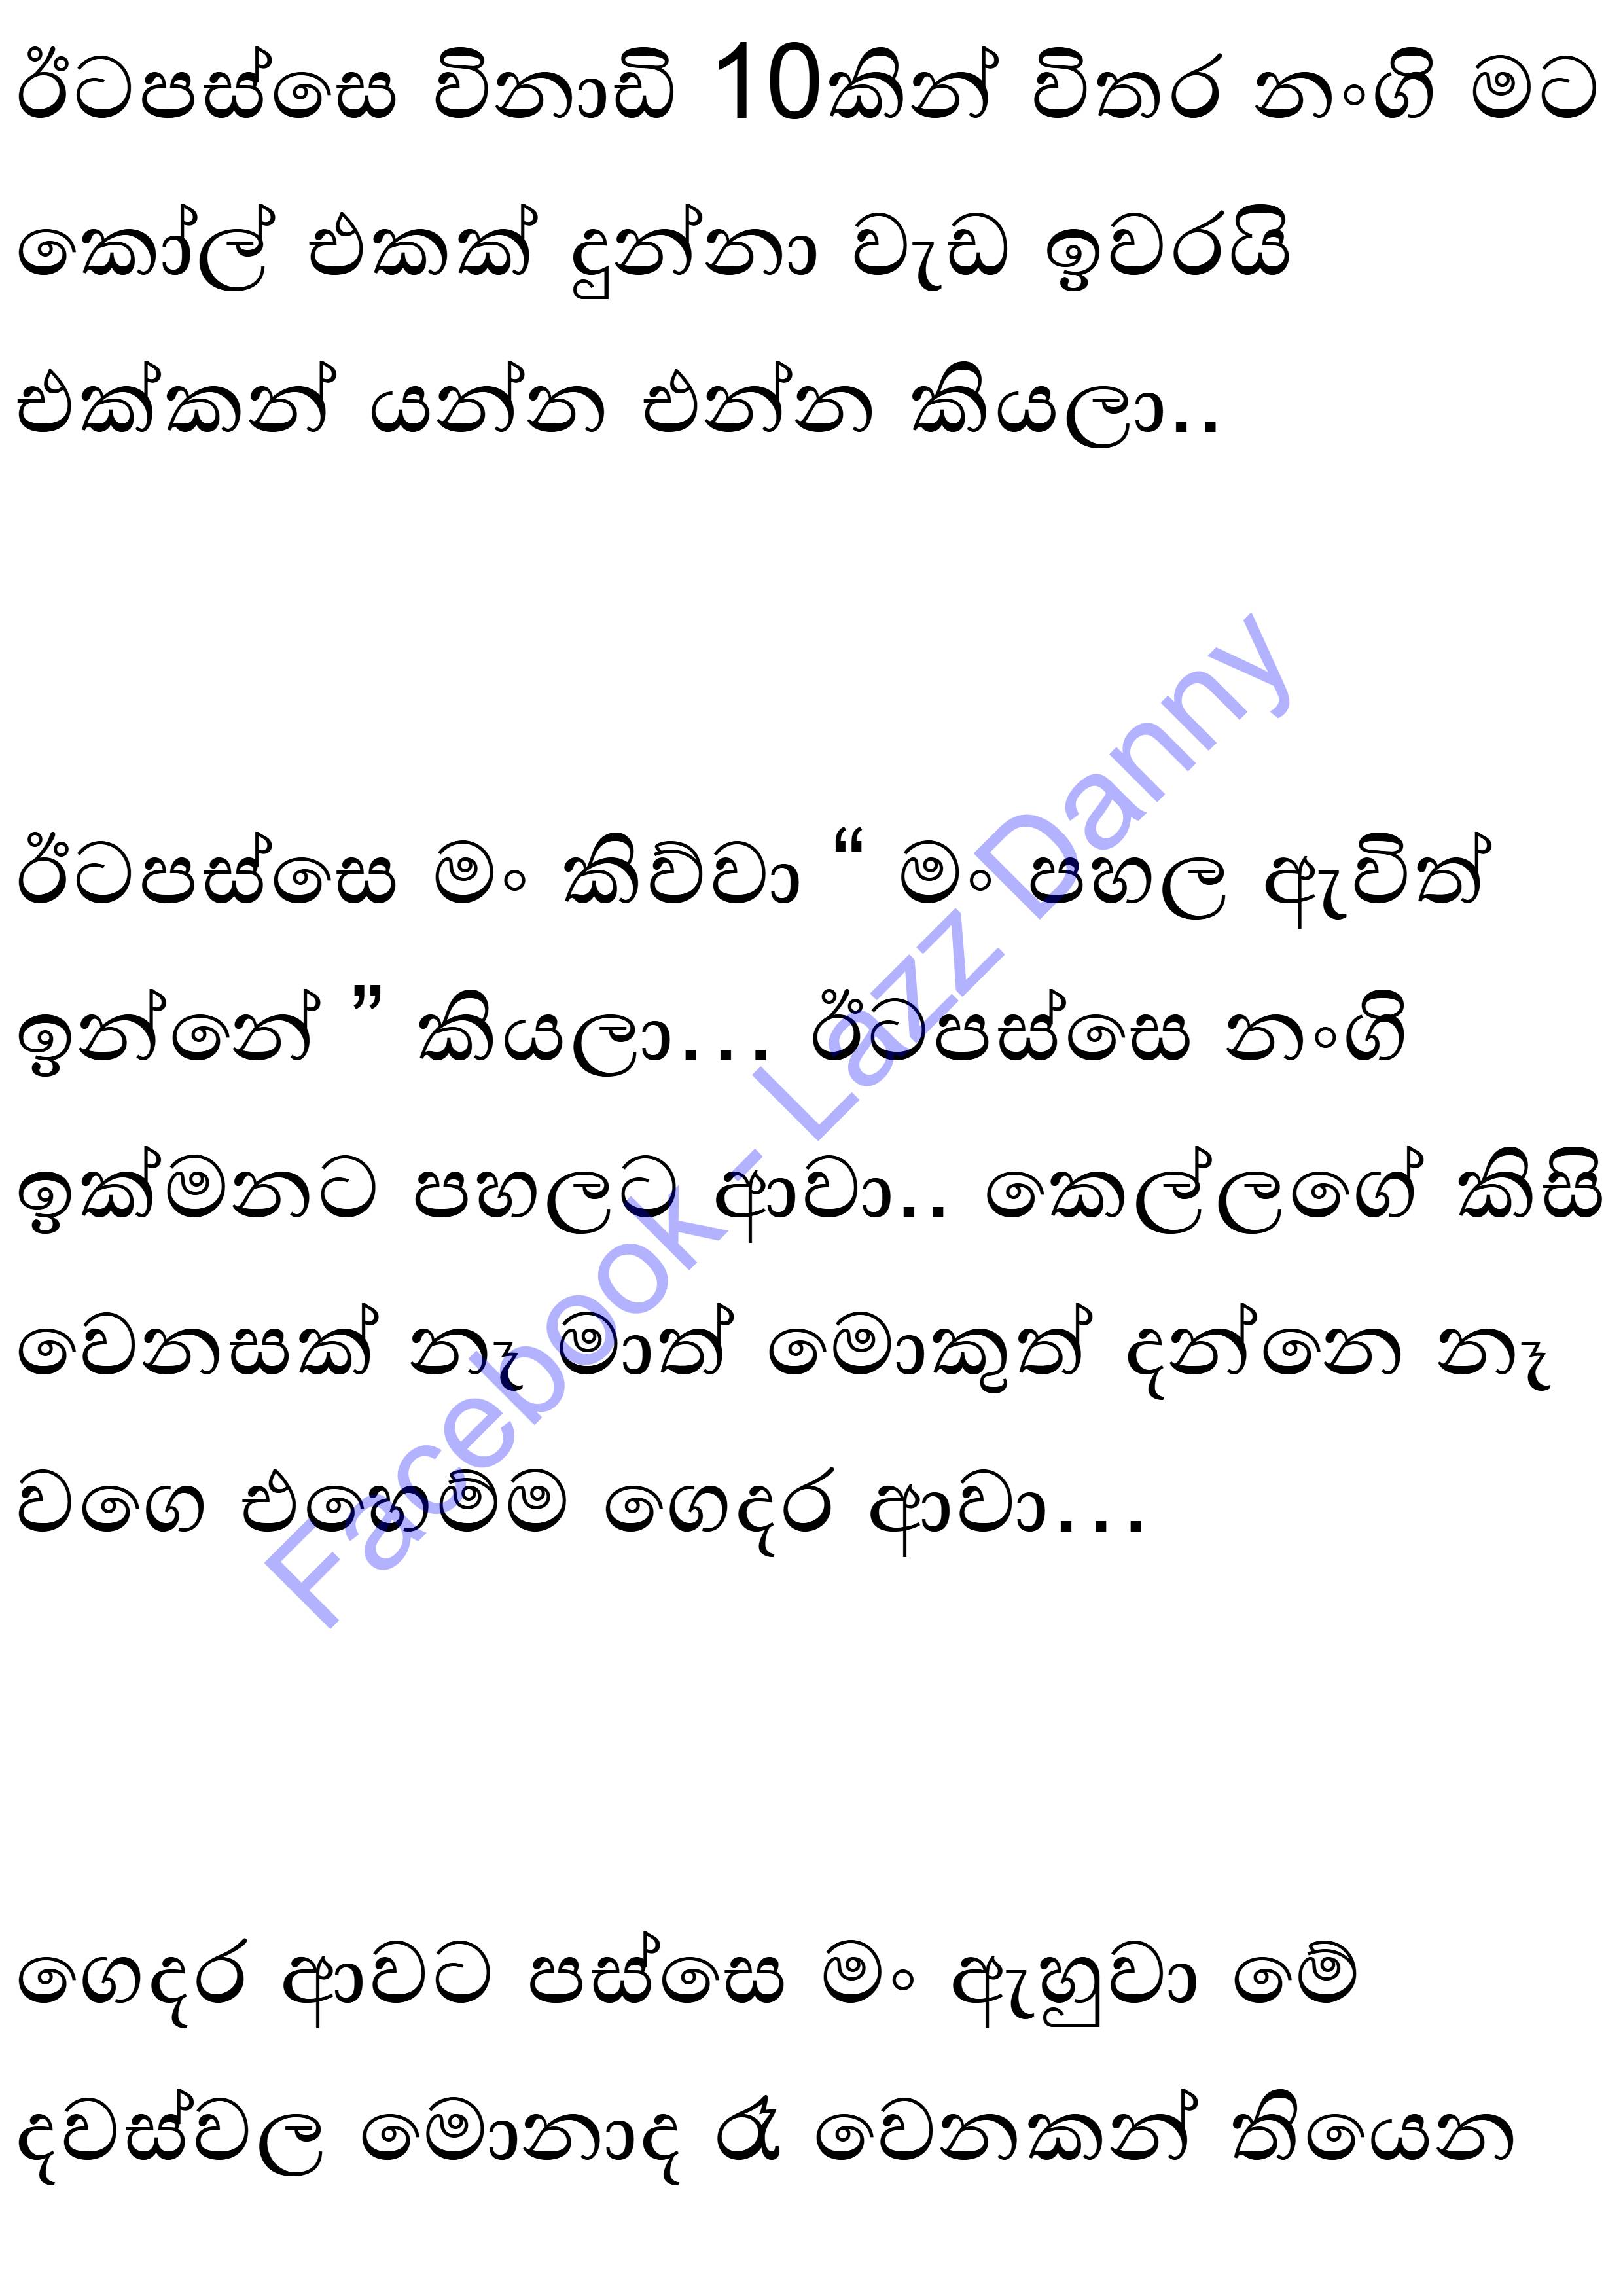 ඊටපස්සෙ විනාඩි 10කින් විතර නංගි මට
කෝල් එකක් දුන්නා වැඩ ඉවරයි
එක්කන් යන්න එන්න කියලා..
ඊටපස්සෙ මං කිව්වා “ මං පහල ඇවිත්
ඉන්නේ ” කියලා… ඊටපස්සෙ නංගි
ඉක්මනට පහලට ආවා.. කෙල්ලගේ කිසි
වෙනසක් නෑ මාත් මොකුත් දන්නෙ නෑ
වගෙ එහෙම්ම ගෙදර ආවා…
ගෙදර ආවට පස්සෙ මං ඇහුවා මේ
දවස්වල මොනාද රෑ වෙනකන් තියෙන
Facebook - Lazz Danny